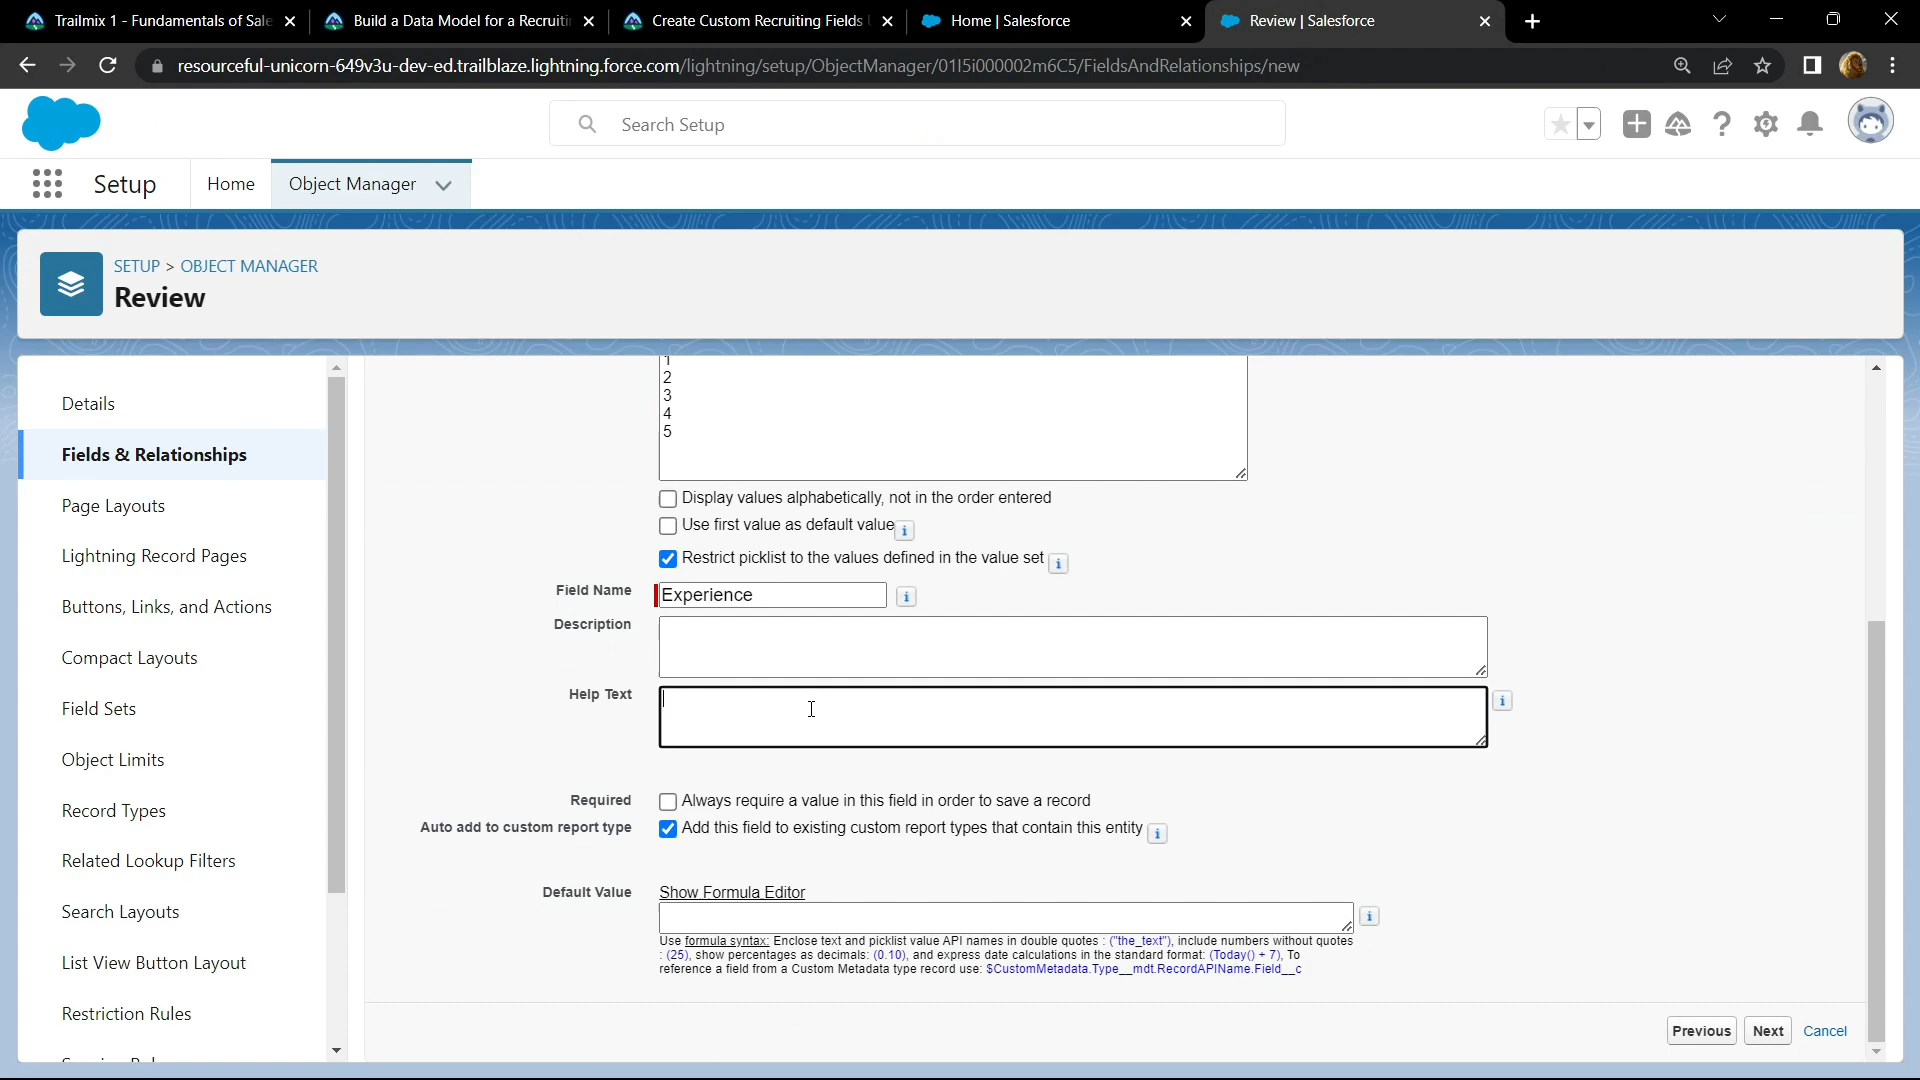 Trailmix 1 - Fundamentals of Sale
Build a Data Model for a Recruitin
Create Custom Recruiting Fields
Home | Salesforce
Review | Salesforce
resourceful-unicorn-649v3u-dev-ed.trailblaze.lightning.force.com/lightning/setup/ObjectManager/01I5i000002m6C5/FieldsAndRelationships/new
Search Setup
Setup
Home
Object Manager
SETUP > OBJECT MANAGER
Review
Details
Fields & Relationships
Page Layouts
Lightning Record Pages
Buttons, Links, and Actions
Compact Layouts
Field Sets
Object Limits
Record Types
Related Lookup Filters
Search Layouts
List View Button Layout
Restriction Rules
1
2
3
4
5
Display values alphabetically, not in the order entered
Use first value as default value
Restrict picklist to the values defined in the value set
Field Name Experience
Description
Help Text
Required Always require a value in this field in order to save a record
Auto add to custom report type Add this field to existing custom report types that contain this entity
Default Value Show Formula Editor
Use formula syntax: Enclose text and picklist value API names in double quotes : ("the_text"), include numbers without quotes
: (25), show percentages as decimals: (0.10), and express date calculations in the standard format: (Today() + 7), To
reference a field from a Custom Metadata type record use: $CustomMetadata.Type__mdt.RecordAPIName.Field__c
Previous Next Cancel